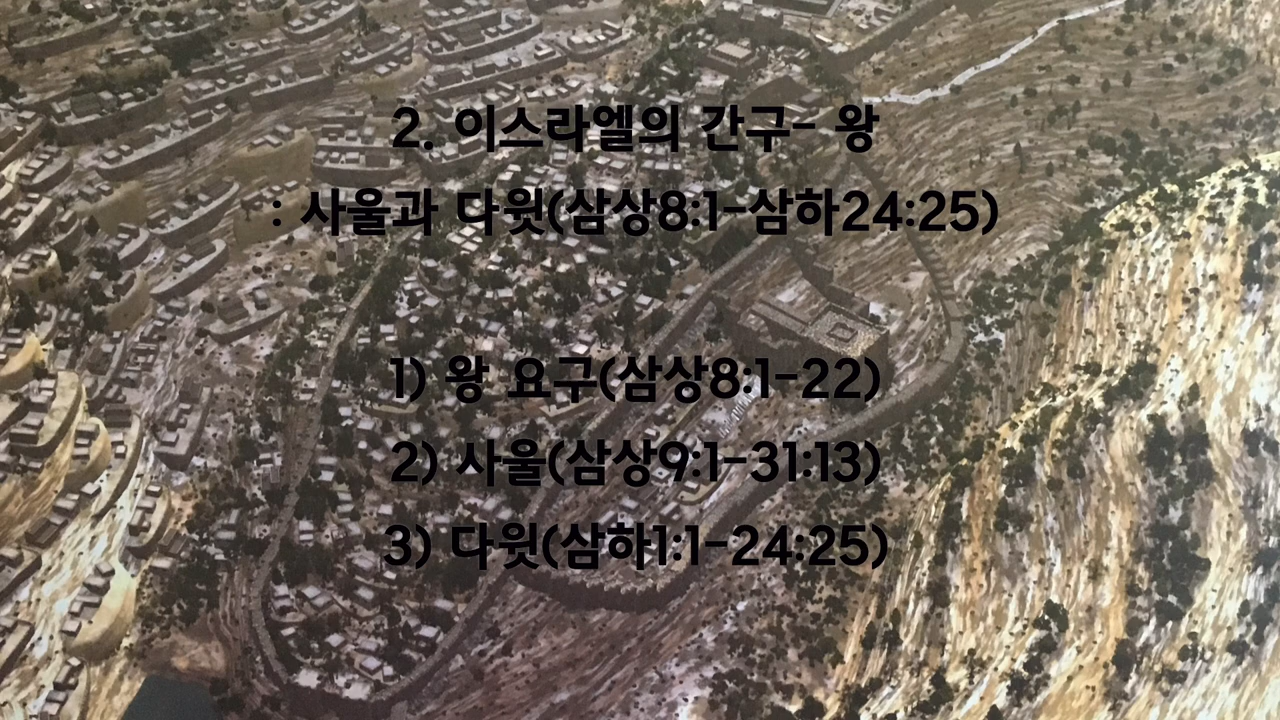 2. 이스라엘의 간구- 왕
: 사울과 다윗(삼상8:1-삼하24:25)
1) 왕 요구(삼상8:1-22)
2) 사울(삼상9:1-31:13)
3) 다윗(삼하1:1-24:25)